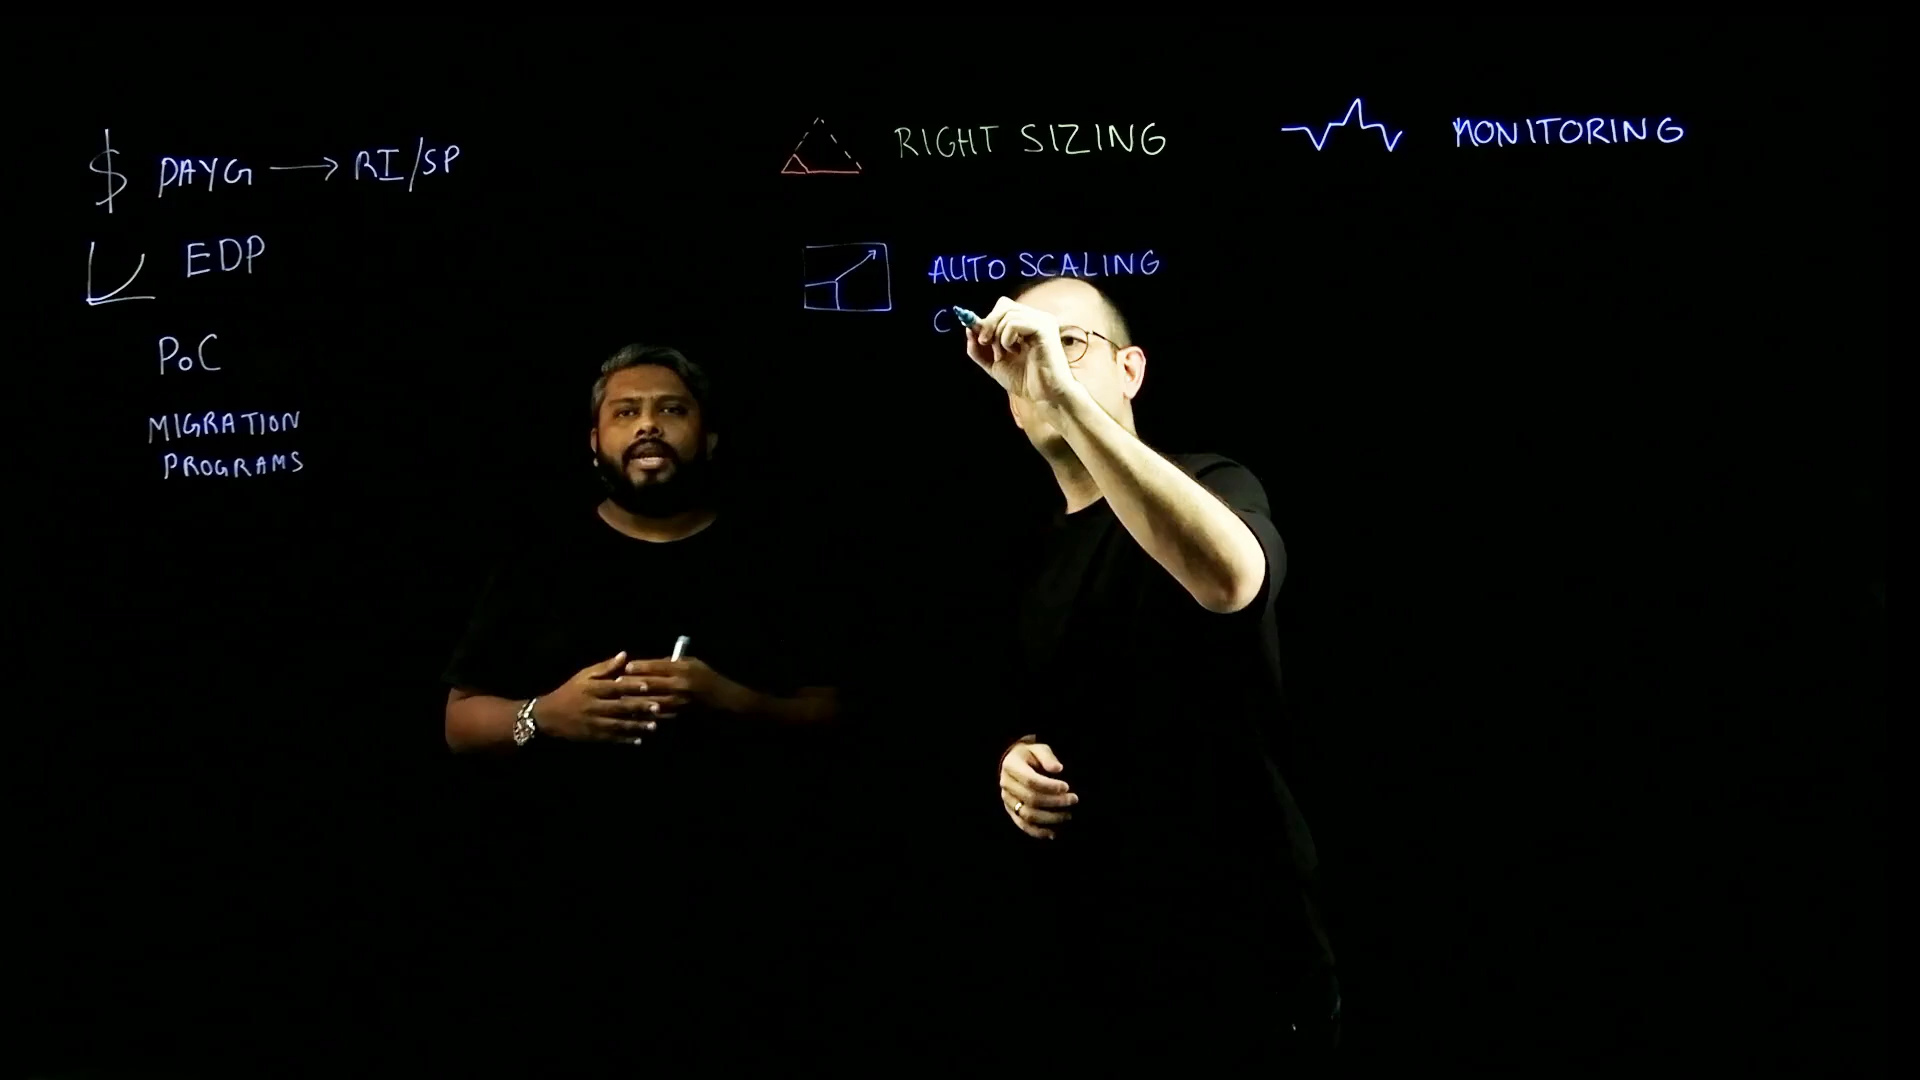 $ PAYG → RI/SP
EDP
PoC
MIGRATION
PROGRAMS
RIGHT SIZING
AUTO SCALING
C
MONITORING